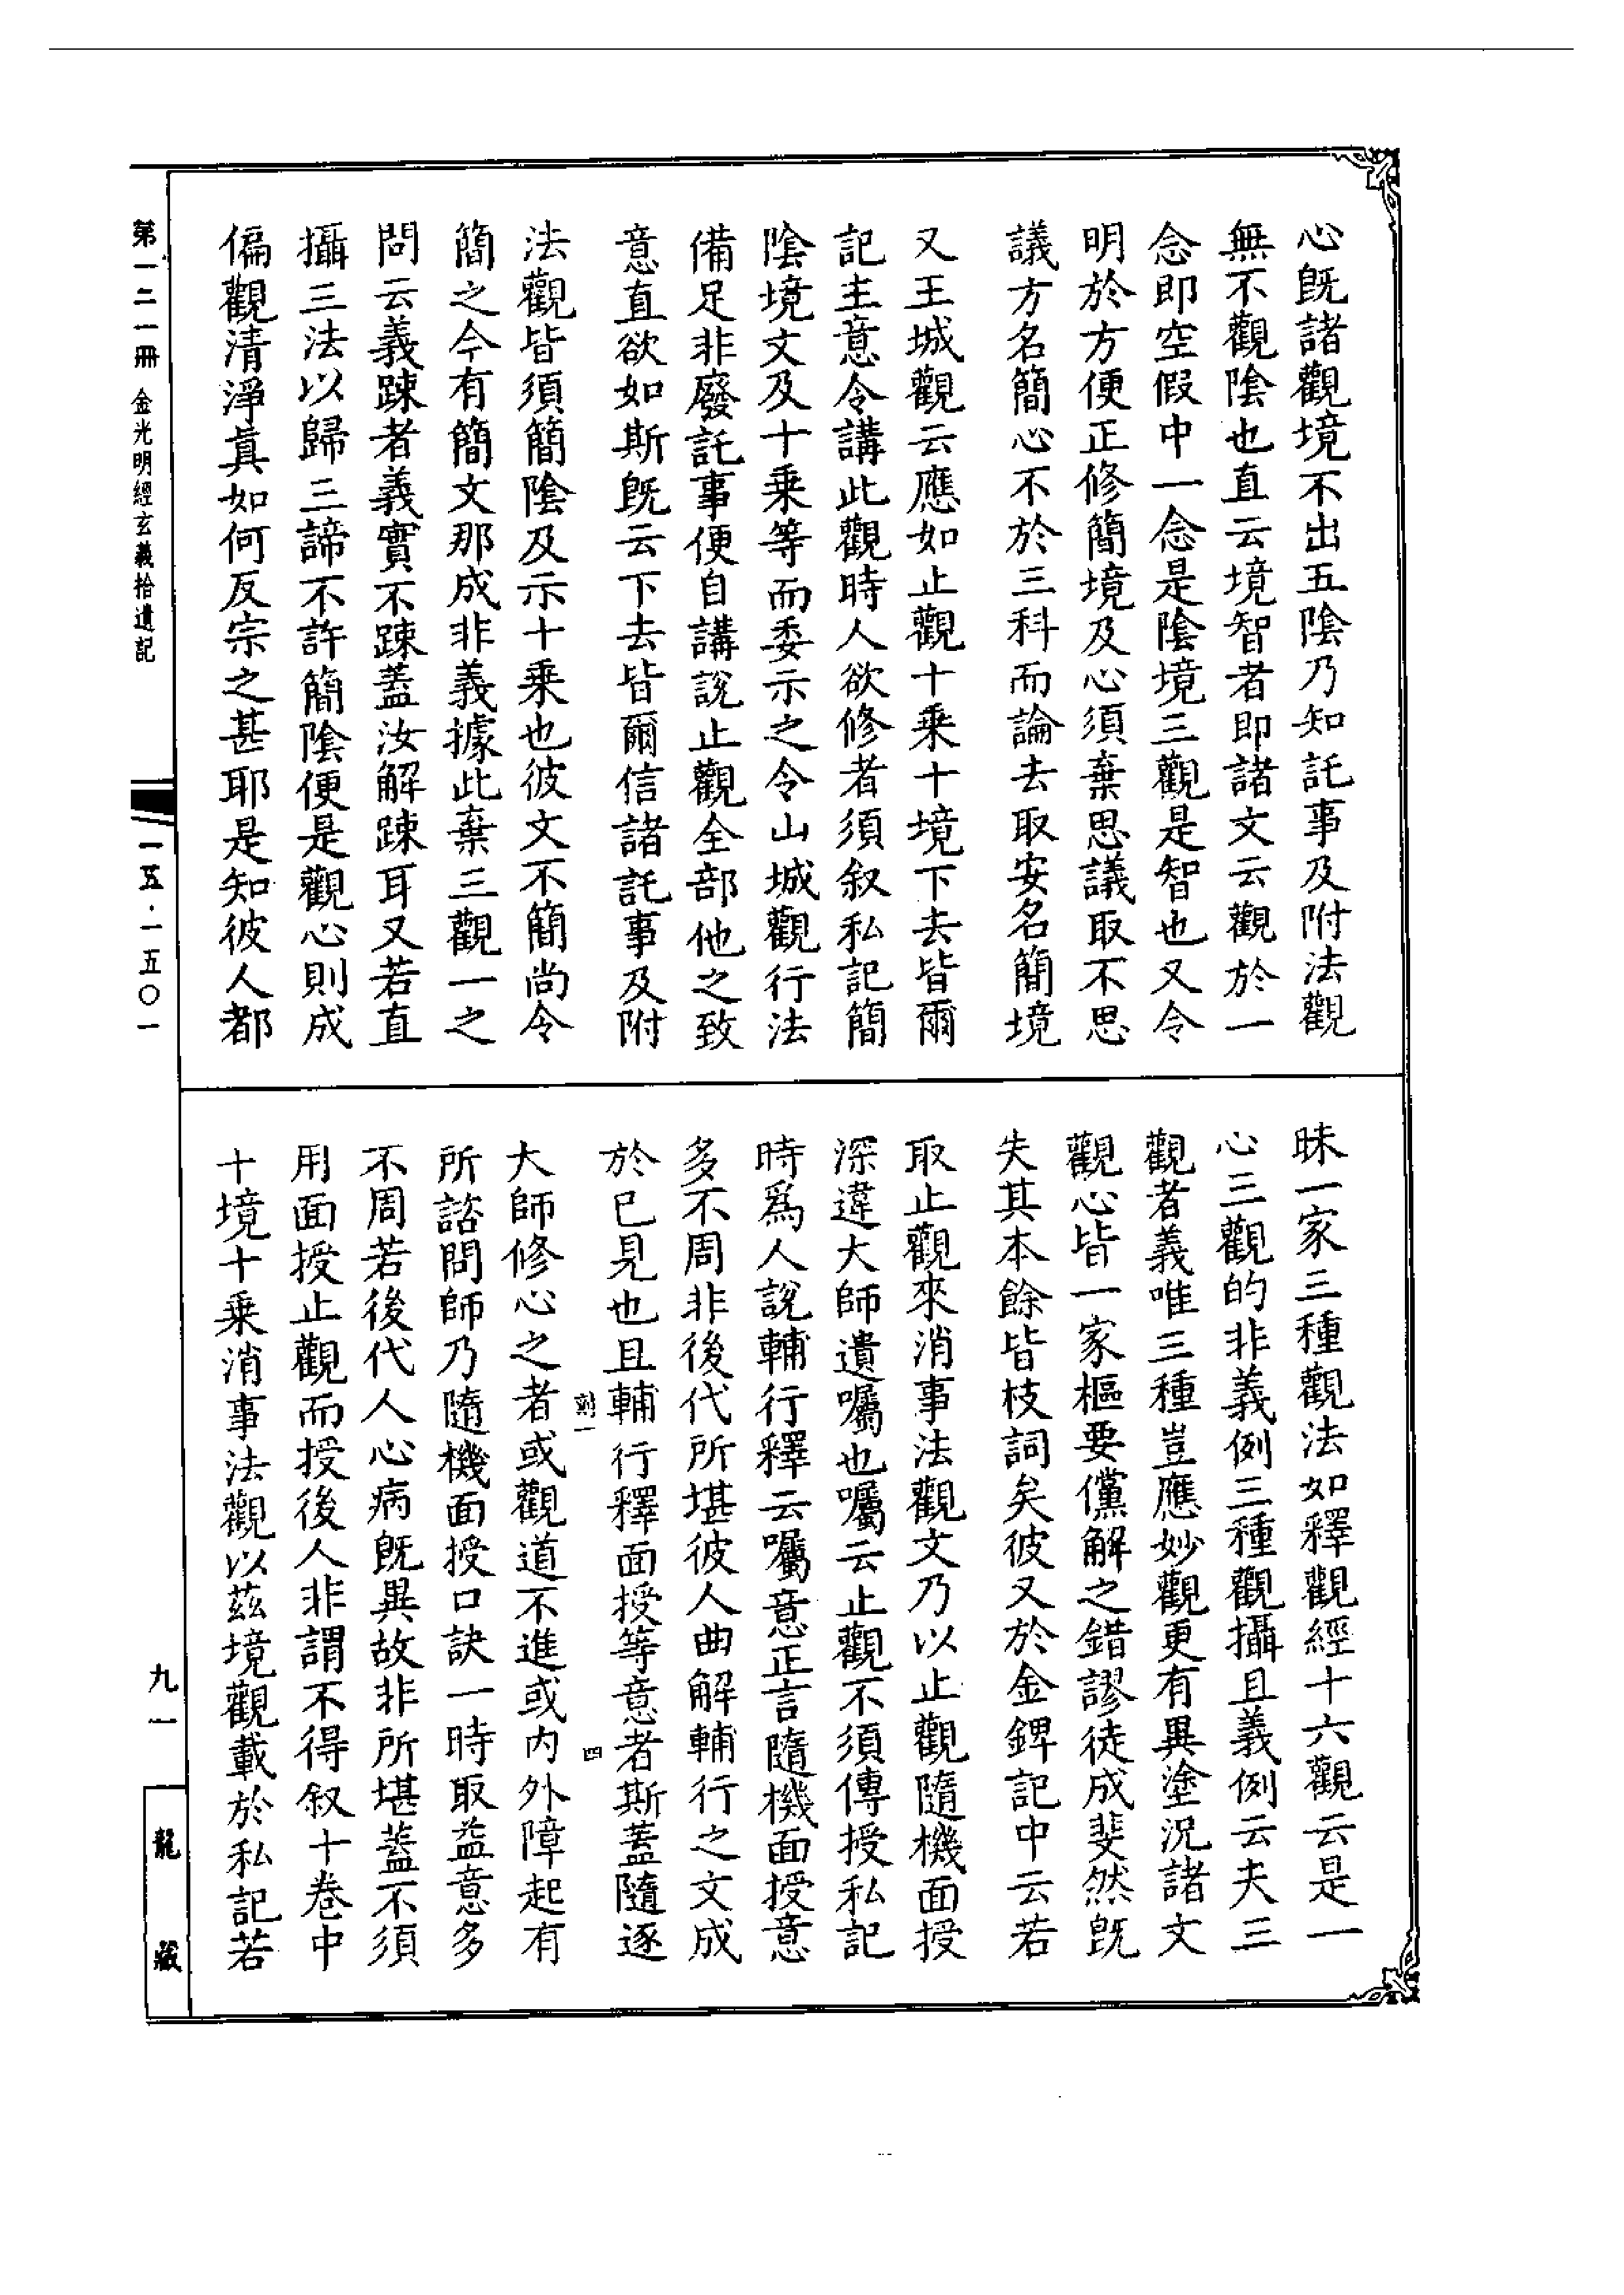 心既諸觀境不出五陰乃知託事及附法觀
無不觀陰也直云境智者即諸文云觀於一
念即空假中一念是陰境三觀是智也又令
明於方便正修簡境及心須棄思議取不思
議方名簡心不於三科而論去取安名簡境
又王城觀云應如止觀十乘十境下去皆爾
記主意令講此觀時人欲修者須叙私記簡
陰境文及十乘等而委示之令山城觀行法
備足非廢託事便自講說止觀全部他之致
意直欲如斯既云下去皆爾信諸託事及附
法觀皆須簡陰及示十乘也彼文不簡尚令
簡之今有簡文那成非義據此棄三觀一之
問云義踈者義實不踈蓋汝解踈耳又若直
攝三法以歸三諦不許簡陰便是觀心則成
偏觀清淨真如何反宗之甚耶是知彼人都
昧一家三種觀法如釋觀經十六觀云是一
心三觀的非義例三種觀攝且義例云夫三
觀者義唯三種豈應妙觀更有異塗況諸文
觀心皆一家樞要儻解之錯謬徒成斐然既
失其本餘皆枝詞矣彼又於金錍記中云若
取止觀來消事法觀文乃以止觀隨機面授
深違大師遺囑也囑云止觀不須傳授私記
時爲人說輔行釋云囑意正言隨機面授意
多不周非後代所堪彼人曲解輔行之文成
於已見也且輔行釋面授等意者斯蓋隨逐
剠一 四
大師修心之者或觀道不進或內外障起有
所諮問師乃隨機面授口訣一時取益意多
不周若後代人心病既異故非所堪蓋不須
用面授止觀而授後人非謂不得叙十卷中
十境十乘消事法觀以茲境觀載於私記若
第一二一冊 金光明經玄義拾遺記
一五·一五〇一
九一
龍藏